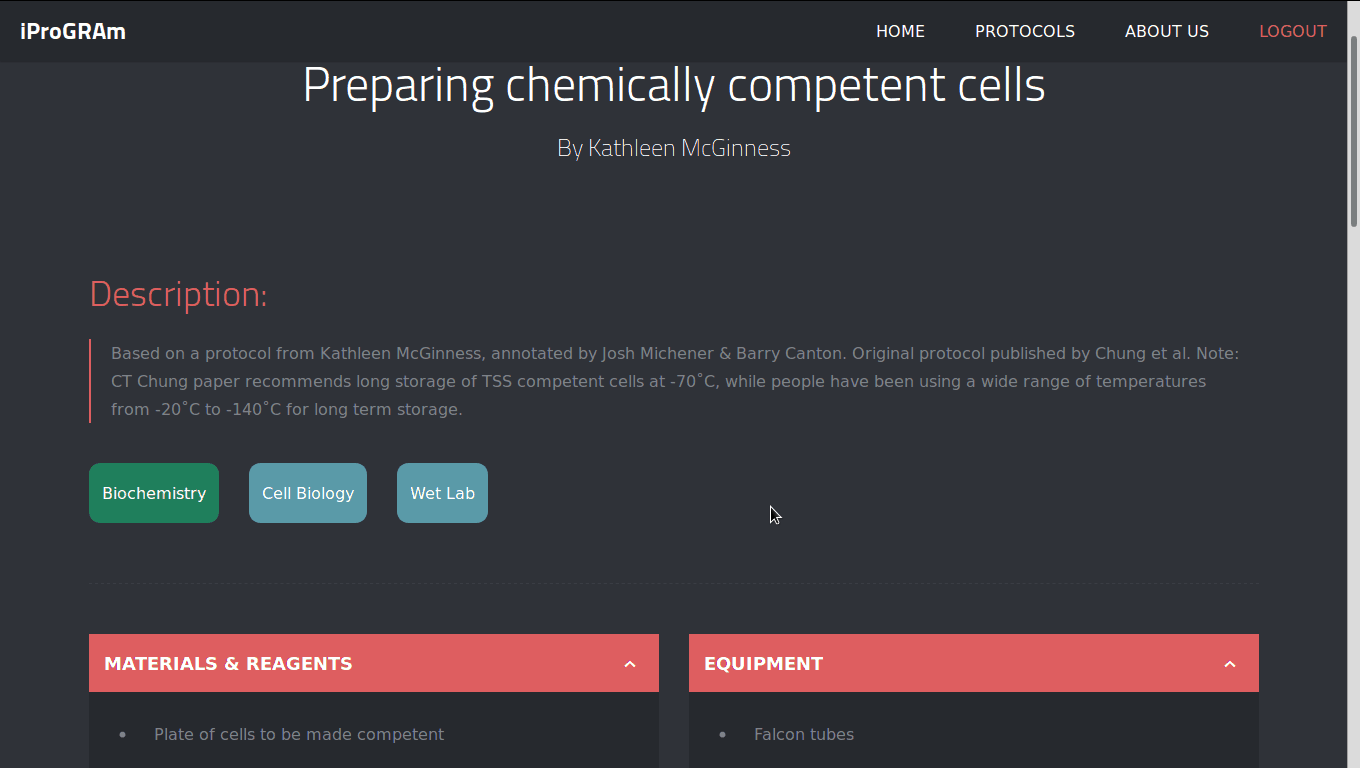 iProGRAm
HOME PROTOCOLS ABOUT US LOGOUT
Preparing chemically competent cells
By Kathleen McGinness
Description:
Based on a protocol from Kathleen McGinness, annotated by Josh Michener & Barry Canton. Original protocol published by Chung et al. Note:
CT Chung paper recommends long storage of TSS competent cells at -70˚C, while people have been using a wide range of temperatures
from -20˚C to -140˚C for long term storage.
Biochemistry Cell Biology Wet Lab
MATERIALS & REAGENTS
• Plate of cells to be made competent
EQUIPMENT
• Falcon tubes